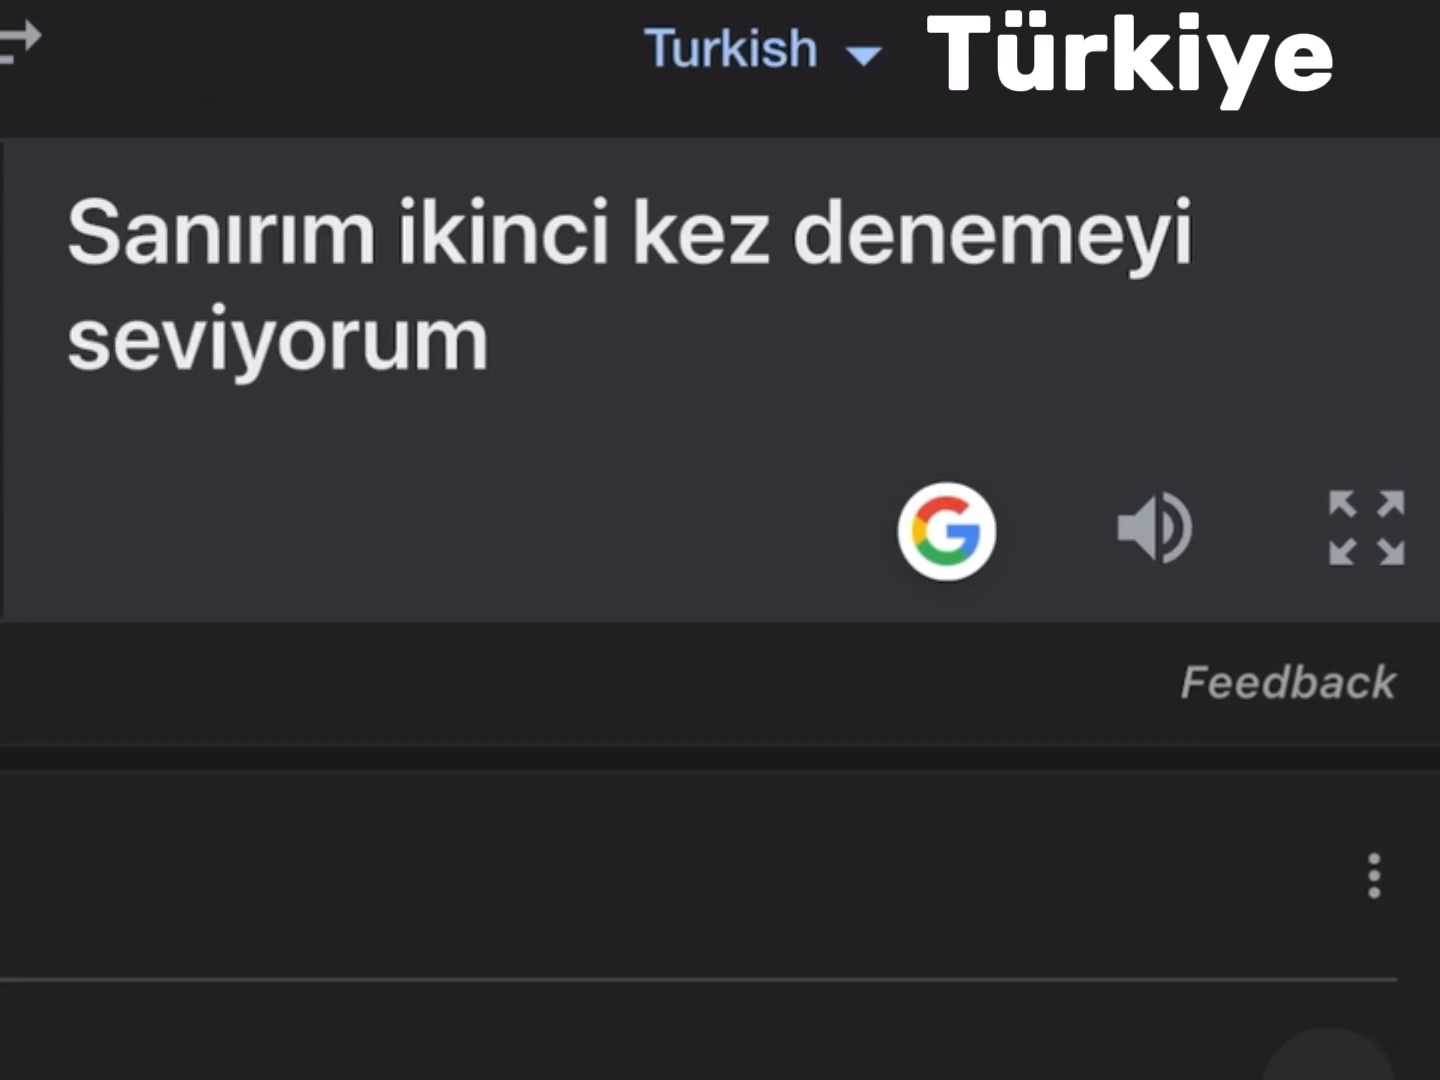 Turkish
Türkiye
Sanırım ikinci kez denemeyi
seviyorum
Feedback